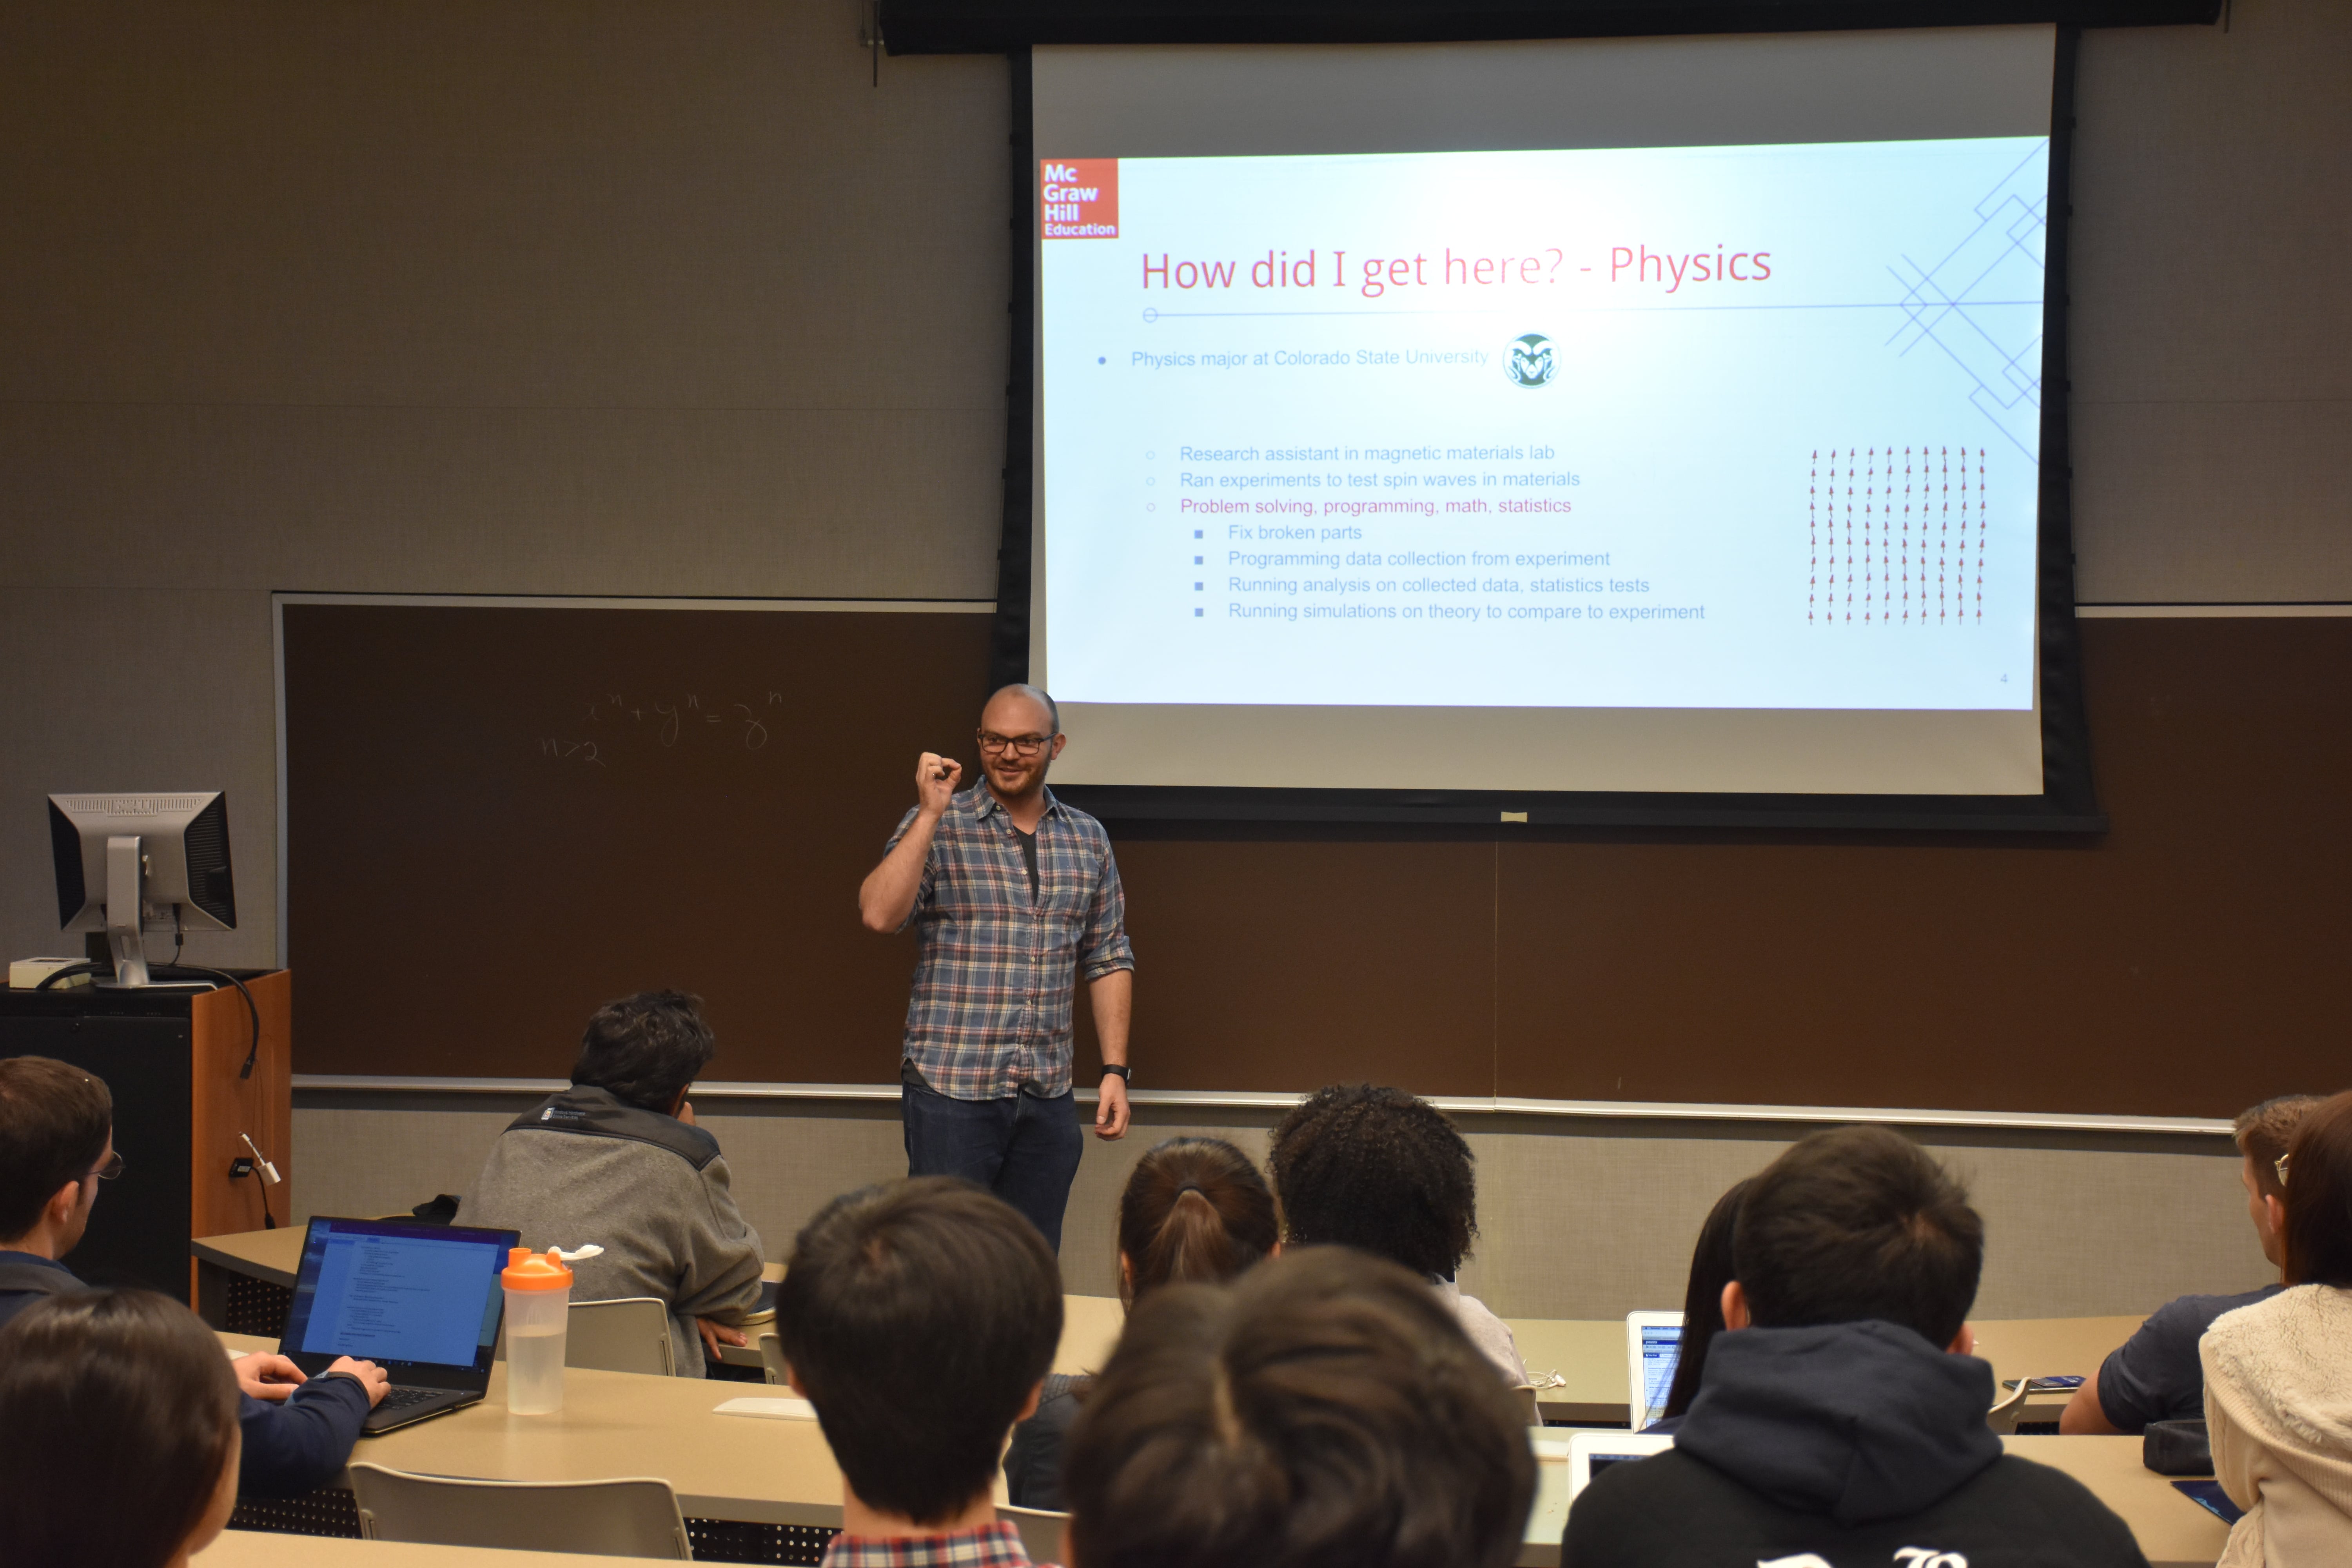 Mc
Graw
Hill
Education
How did I get here? - Physics
● Physics major at Colorado State University
○ Research assistant in magnetic materials lab
○ Ran experiments to test spin waves in materials
○ Problem solving, programming, math, statistics
■ Fix broken parts
■ Programming data collection from experiment
■ Running analysis on collected data, statistics tests
■ Running simulations on theory to compare to experiment
4
xⁿ + yⁿ = zⁿ
n>2